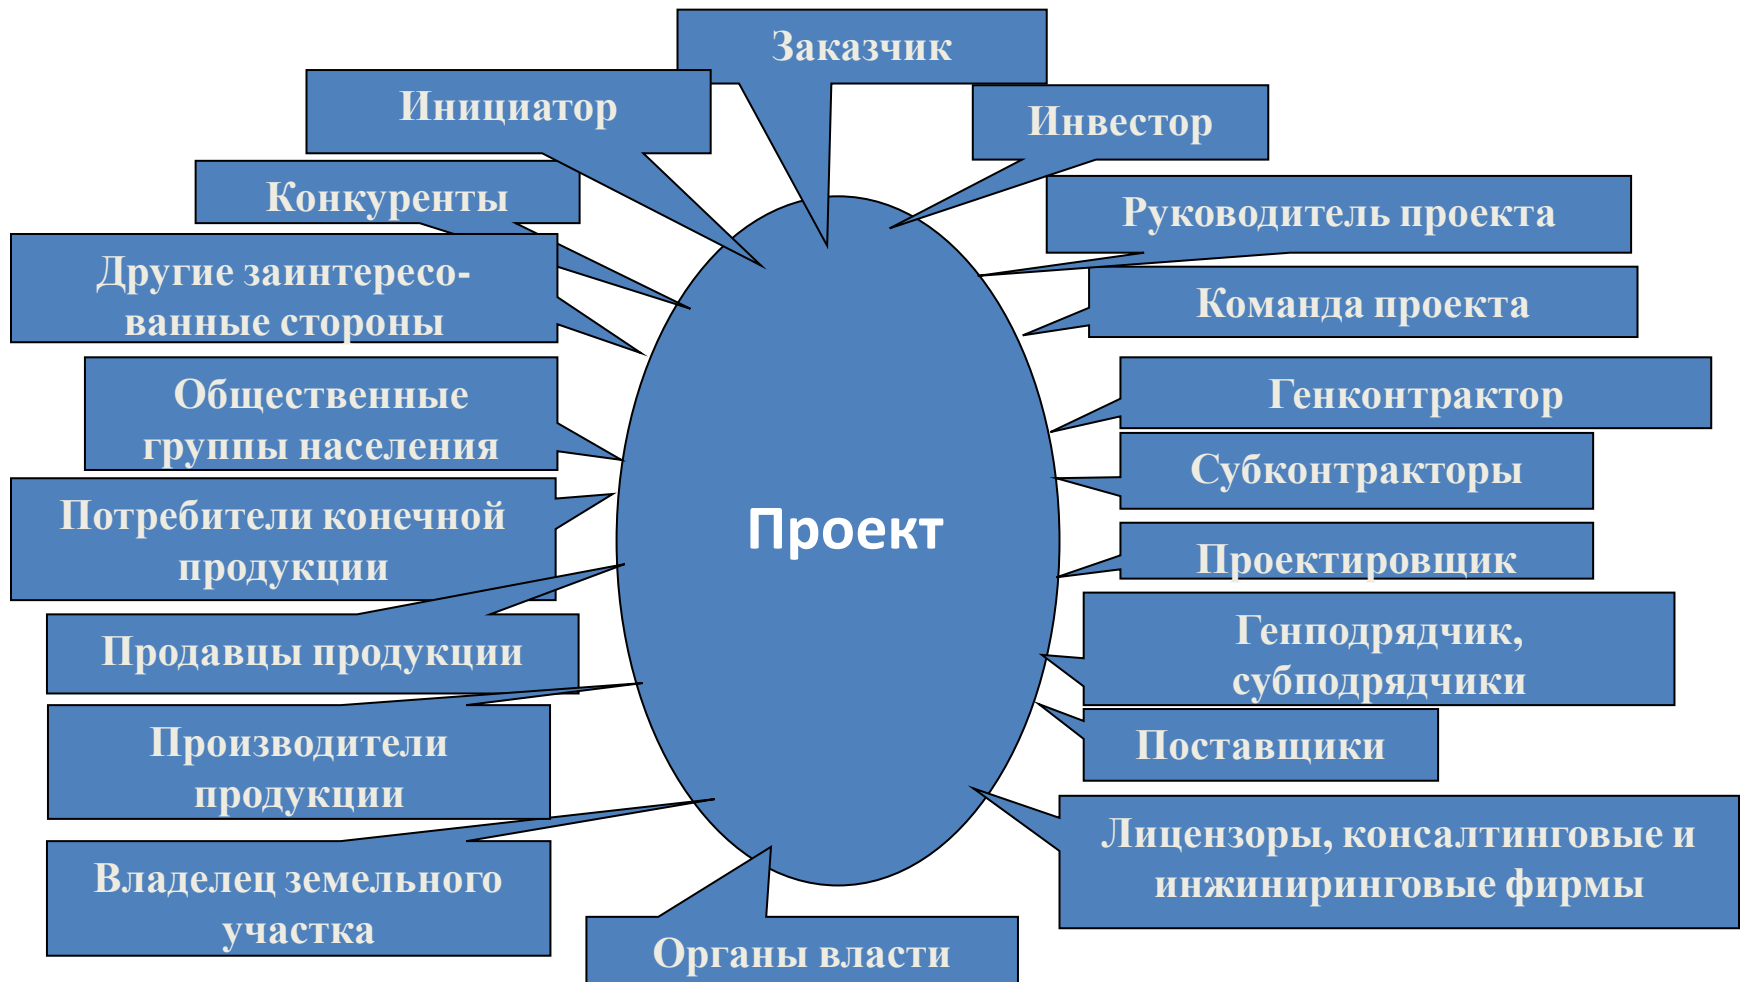 Заказчик
Инициатор
Инвестор
Конкуренты
Руководитель проекта
Другие заинтересо-
ванные стороны
Команда проекта
Общественные
группы населения
Генконтрактор
Субконтракторы
Потребители конечной
продукции
Проект
Проектировщик
Продавцы продукции
Генподрядчик,
субподрядчики
Производители
продукции
Поставщики
Владелец земельного
участка
Лицензоры, консалтинговые и
инжиниринговые фирмы
Органы власти